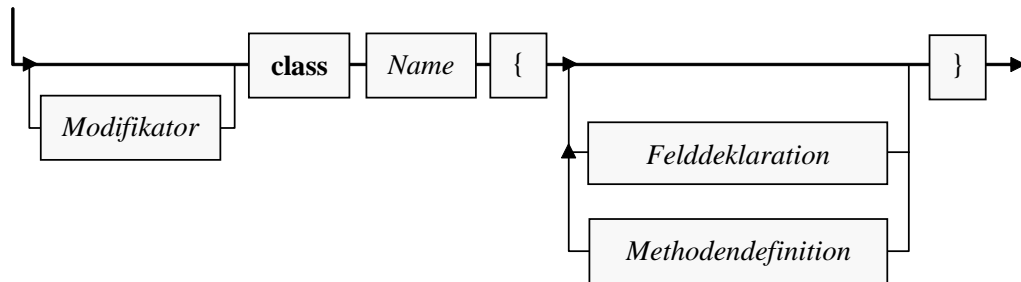 class Name { }
Modifikator
Felddeklaration
Methodendefinition